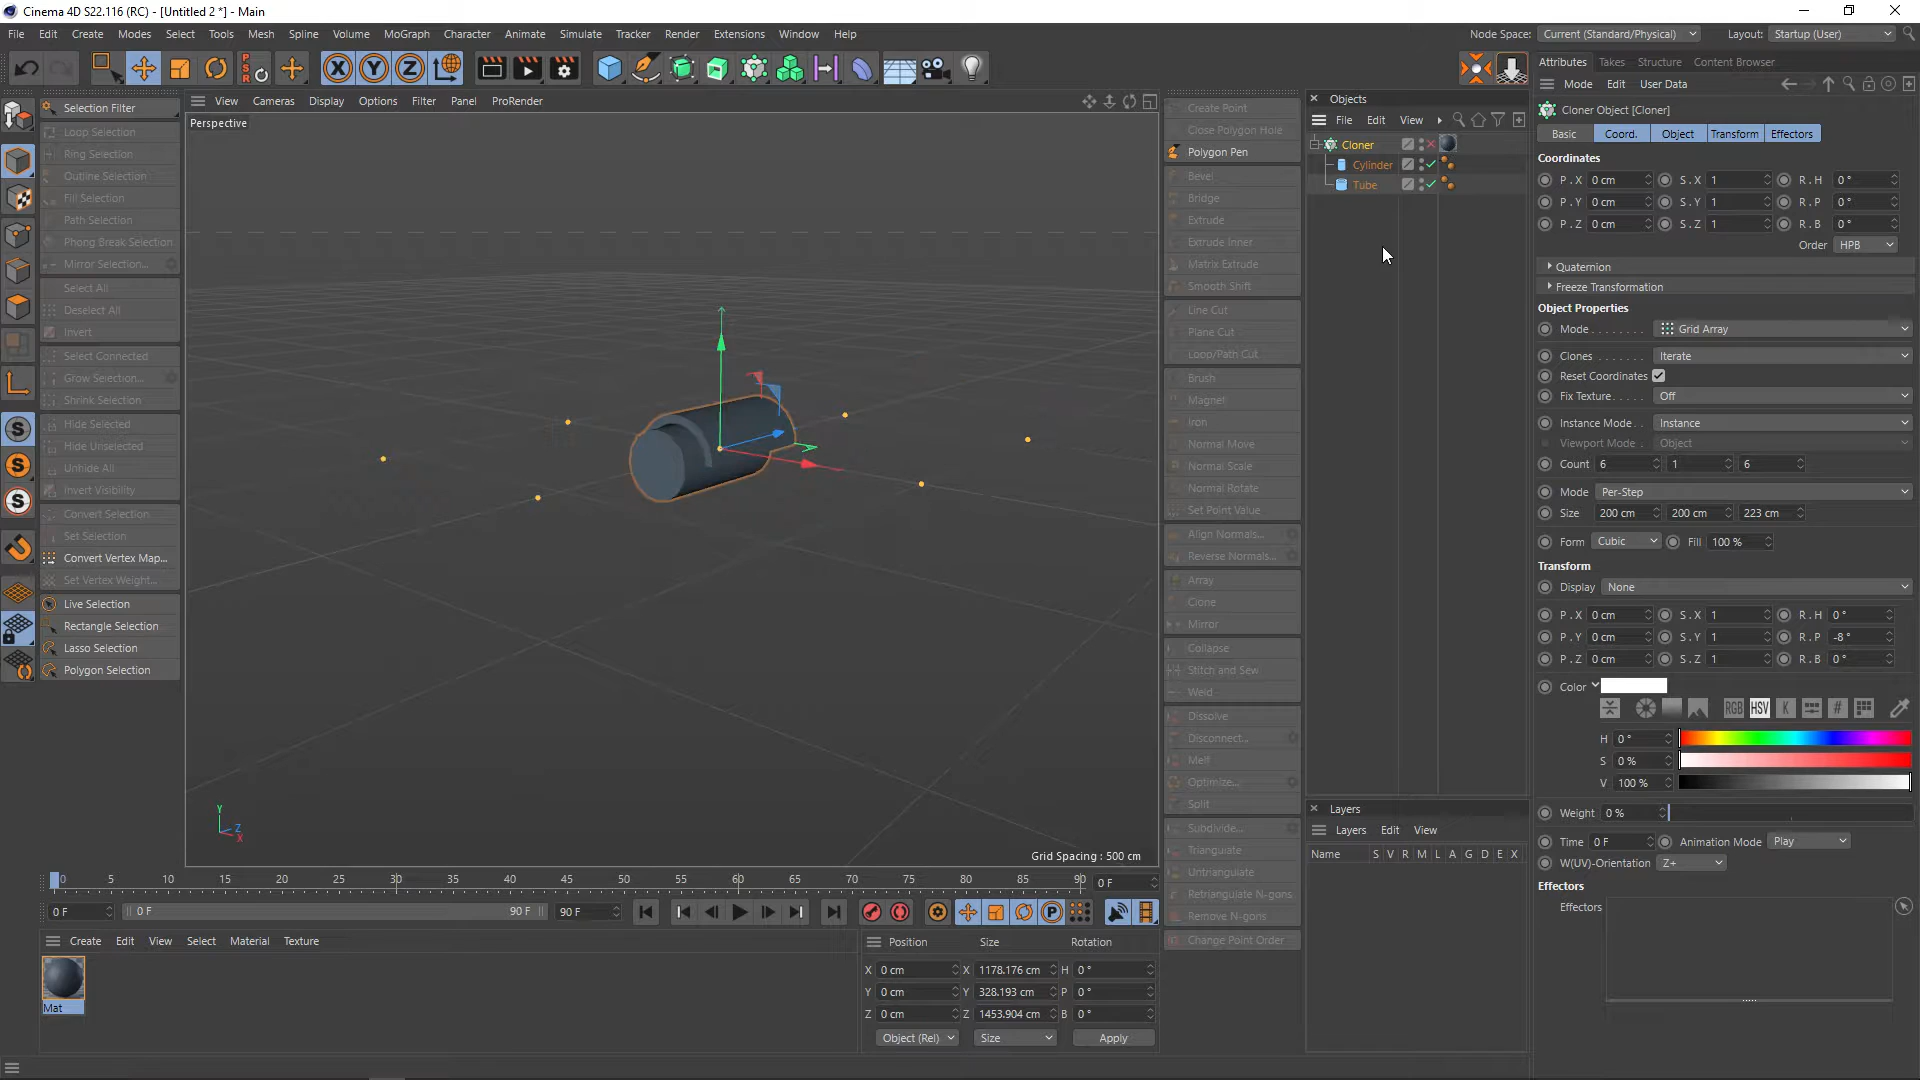 Cinema 4D S22.116 (RC) - [Untitled 2 *] - Main
File Edit Create Modes Select Tools Mesh Spline Volume MoGraph Character Animate Simulate Tracker Render Extensions Window Help
Node Space: Current (Standard/Physical) Layout: Startup (User)
Selection Filter
Loop Selection
Ring Selection
Outline Selection
Fill Selection
Path Selection
Phong Break Selection
Mirror Selection...
Select All
Deselect All
Invert
Select Connected
Grow Selection...
Shrink Selection
Hide Selected
Hide Unselected
Unhide All
Invert Visibility
Convert Selection
Set Selection
Convert Vertex Map...
Set Vertex Weight...
Live Selection
Rectangle Selection
Lasso Selection
Polygon Selection
View Cameras Display Options Filter Panel ProRender
Perspective
Y
Z
X
Grid Spacing : 500 cm
Create Point
Close Polygon Hole
Polygon Pen
Bevel
Bridge
Extrude
Extrude Inner
Matrix Extrude
Smooth Shift
Line Cut
Plane Cut
Loop/Path Cut
Brush
Magnet
Iron
Normal Move
Normal Scale
Normal Rotate
Set Point Value
Align Normals...
Reverse Normals...
Array
Clone
Mirror
Collapse
Stitch and Sew
Weld
Dissolve
Disconnect...
Melt
Optimize...
Split
Subdivide...
Triangulate
Untriangulate
Retriangulate N-gons
Remove N-gons
Change Point Order
Objects
File Edit View
Cloner
Cylinder
Tube
Layers
Layers Edit View
Name S V R M L A G D E X
Attributes Takes Structure Content Browser
Mode Edit User Data
Cloner Object [Cloner]
Basic Coord. Object Transform Effectors
Coordinates
P . X 0 cm S . X 1 R . H 0 °
P . Y 0 cm S . Y 1 R . P 0 °
P . Z 0 cm S . Z 1 R . B 0 °
Order HPB
Quaternion
Freeze Transformation
Object Properties
Mode . . . . . . . . Grid Array
Clones . . . . . . . Iterate
Reset Coordinates
Fix Texture . . . . Off
Instance Mode . Instance
Viewport Mode . Object
Count 6 1 6
Mode Per-Step
Size 200 cm 200 cm 223 cm
Form Cubic Fill 100 %
Transform
Display None
P . X 0 cm S . X 1 R . H 0 °
P . Y 0 cm S . Y 1 R . P -8 °
P . Z 0 cm S . Z 1 R . B 0 °
Color
RGB HSV K #
H 0 °
S 0 %
V 100 %
Weight 0 %
Time 0 F Animation Mode Play
W(UV)-Orientation Z+
Effectors
Effectors
0 5 10 15 20 25 30 35 40 45 50 55 60 65 70 75 80 85 90 0 F
0 F 0 F 90 F 90 F
P
Create Edit View Select Material Texture
Mat
Position Size Rotation
X 0 cm X 1178.176 cm H 0 °
Y 0 cm Y 328.193 cm P 0 °
Z 0 cm Z 1453.904 cm B 0 °
Object (Rel) Size Apply